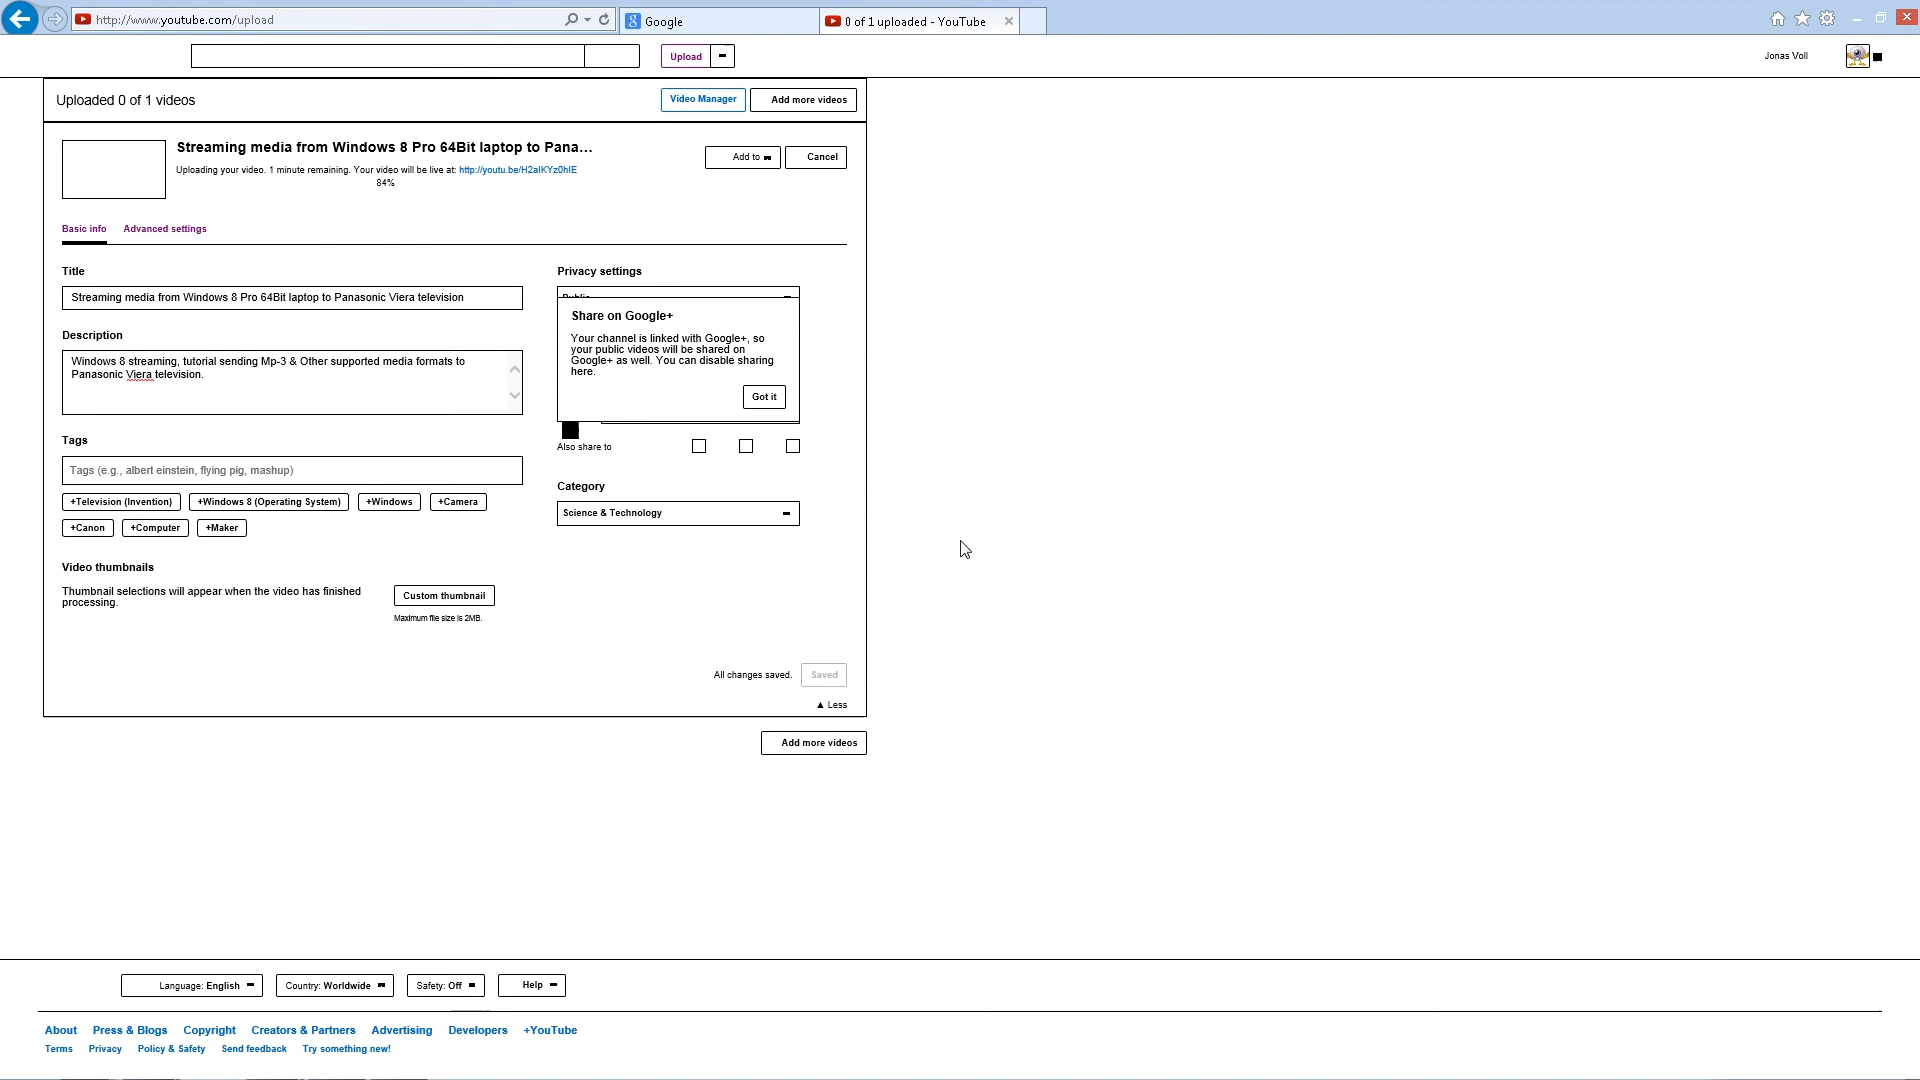 http://www.youtube.com/upload
Google
0 of 1 uploaded - YouTube
Upload
Jonas Voll
Uploaded 0 of 1 videos
Video Manager
Add more videos
Streaming media from Windows 8 Pro 64Bit laptop to Pana...
Add to
Cancel
Uploading your video. 1 minute remaining. Your video will be live at: http://youtu.be/H2aIKYz0hIE
84%
Basic info
Advanced settings
Title
Streaming media from Windows 8 Pro 64Bit laptop to Panasonic Viera television
Description
Windows 8 streaming, tutorial sending Mp-3 & Other supported media formats to
Panasonic Viera television.
Tags
Tags (e.g., albert einstein, flying pig, mashup)
+Television (Invention)
+Windows 8 (Operating System)
+Windows
+Camera
+Canon
+Computer
+Maker
Video thumbnails
Thumbnail selections will appear when the video has finished
processing.
Custom thumbnail
Maximum file size is 2MB.
Privacy settings
Public
Share on Google+
Your channel is linked with Google+, so
your public videos will be shared on
Google+ as well. You can disable sharing
here.
Got it
Also share to
Category
Science & Technology
All changes saved.
Saved
▲ Less
Add more videos
Language: English
Country: Worldwide
Safety: Off
Help
About
Press & Blogs
Copyright
Creators & Partners
Advertising
Developers
+YouTube
Terms
Privacy
Policy & Safety
Send feedback
Try something new!